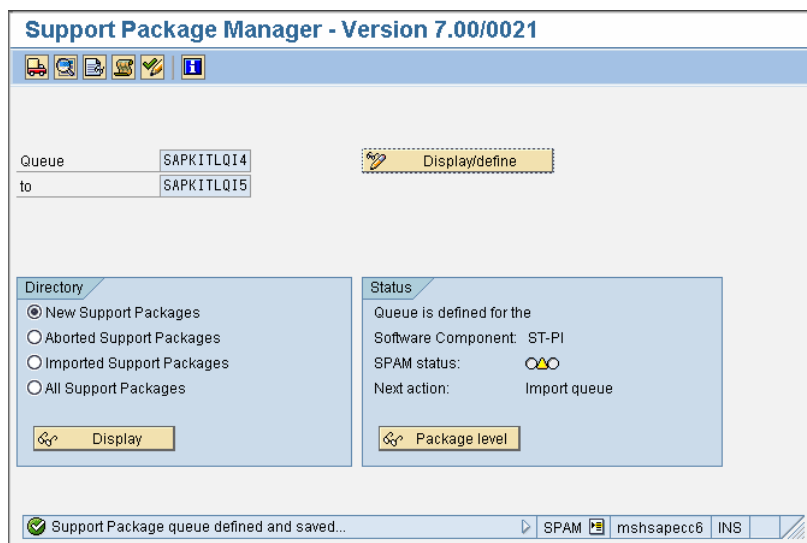 Support Package Manager - Version 7.00/0021
Queue SAPKITLQI4 Display/define
to SAPKITLQI5
Directory
New Support Packages
Aborted Support Packages
Imported Support Packages
All Support Packages
Display
Status
Queue is defined for the
Software Component: ST-PI
SPAM status:
Next action: Import queue
Package level
Support Package queue defined and saved... SPAM mshsapecc6 INS